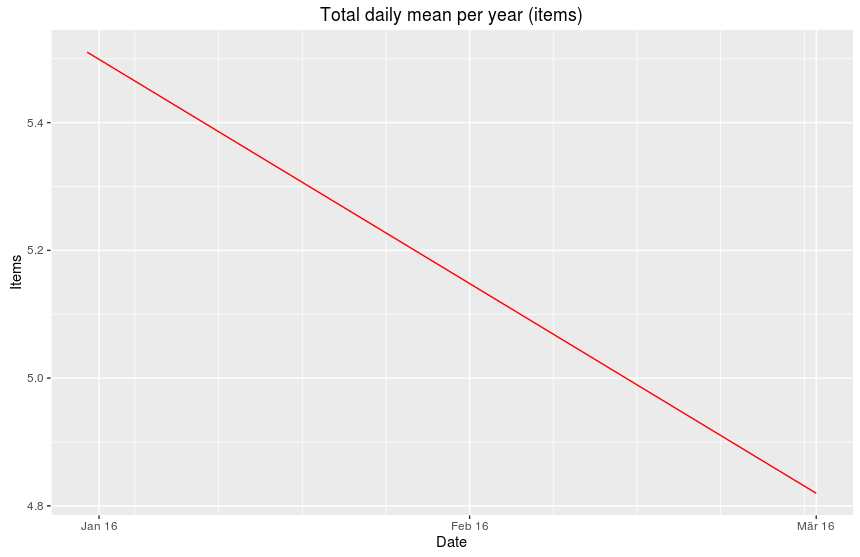 Total daily mean per year (items)
Items
5.4
5.2
5.0
4.8
Jan 16
Feb 16
Mär 16
Date